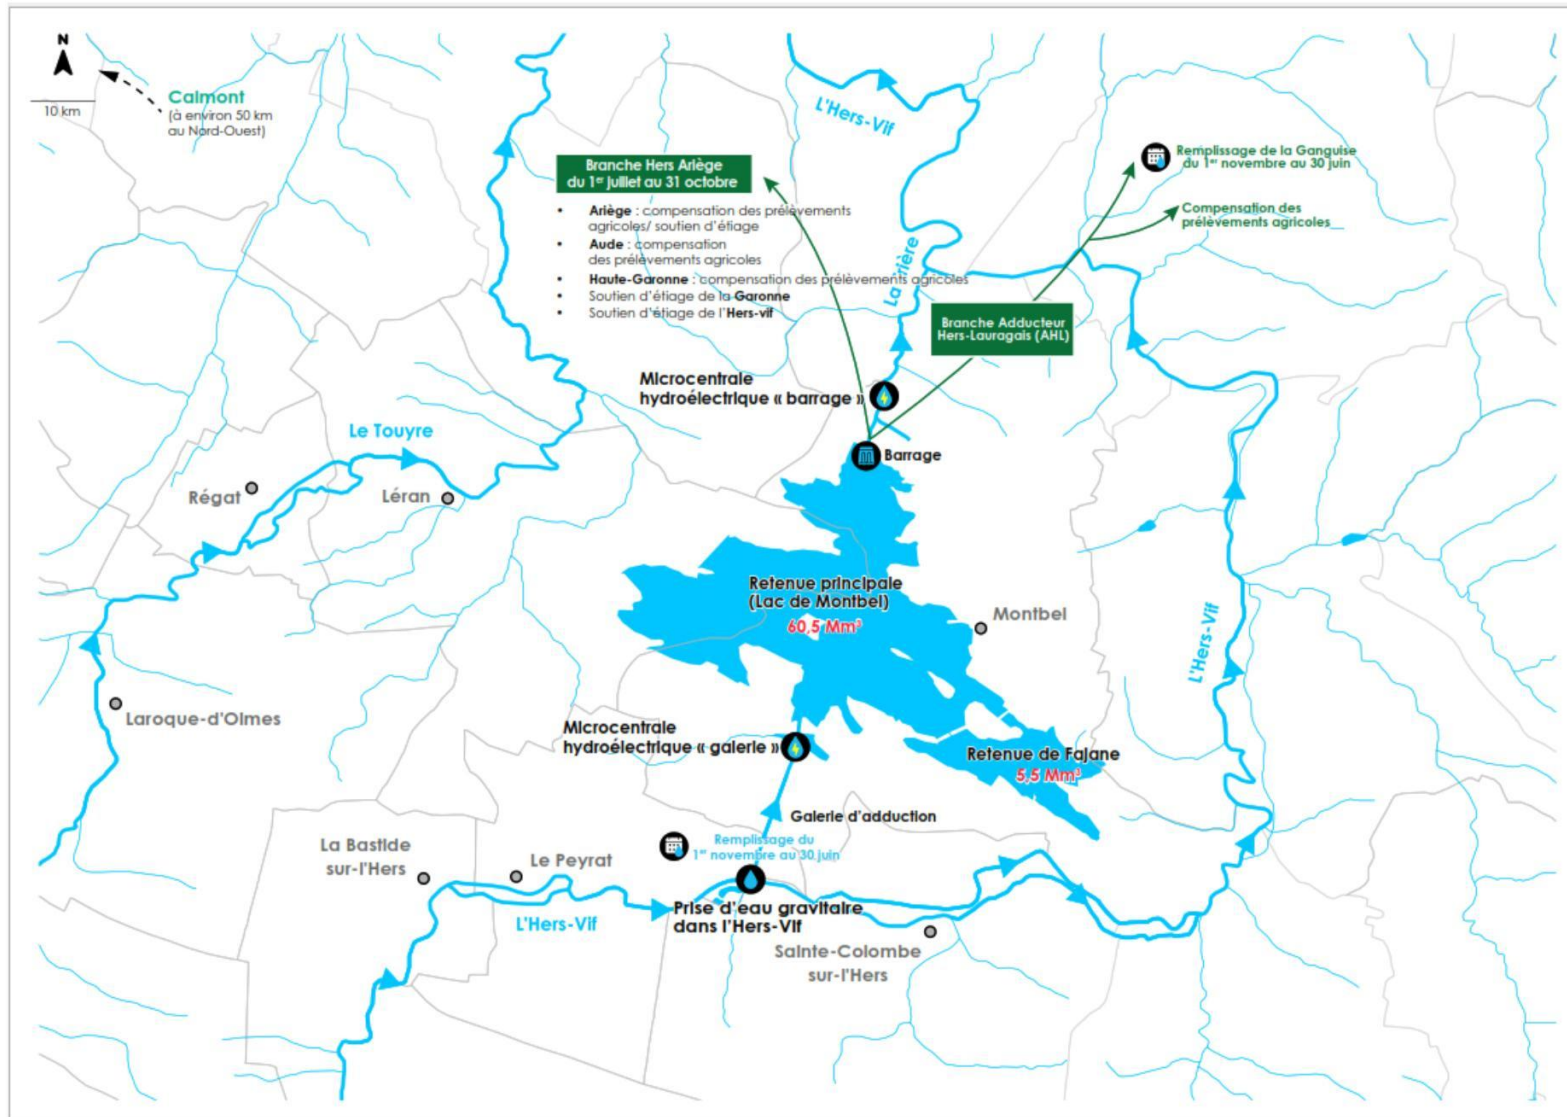 N
10 km
Calmont
(à environ 50 km
au Nord-Ouest)
L'Hers-Vif
Branche Hers Ariège
du 1er juillet au 31 octobre
• Ariège : compensation des prélèvements
agricoles/ soutien d'étiage
• Aude : compensation
des prélèvements agricoles
• Haute-Garonne : compensation des prélèvements agricoles
• Soutien d'étiage de la Garonne
• Soutien d'étiage de l'Hers-vif
Remplissage de la Ganguise
du 1er novembre au 30 juin
Compensation des
prélèvements agricoles
La Trière
Branche Adducteur
Hers-Lauragais (AHL)
Microcentrale
hydroélectrique « barrage »
Le Touyre
Barrage
Régat
Léran
Retenue principale
(Lac de Montbel)
60,5 Mm³
Montbel
L'Hers-Vif
Laroque-d'Olmes
Microcentrale
hydroélectrique « galerie »
Retenue de Fajane
5,5 Mm³
Galerie d'adduction
Remplissage du
1er novembre au 30 juin
La Bastide
sur-l'Hers
Le Peyrat
L'Hers-Vif
Prise d'eau gravitaire
dans l'Hers-Vif
Sainte-Colombe
sur-l'Hers